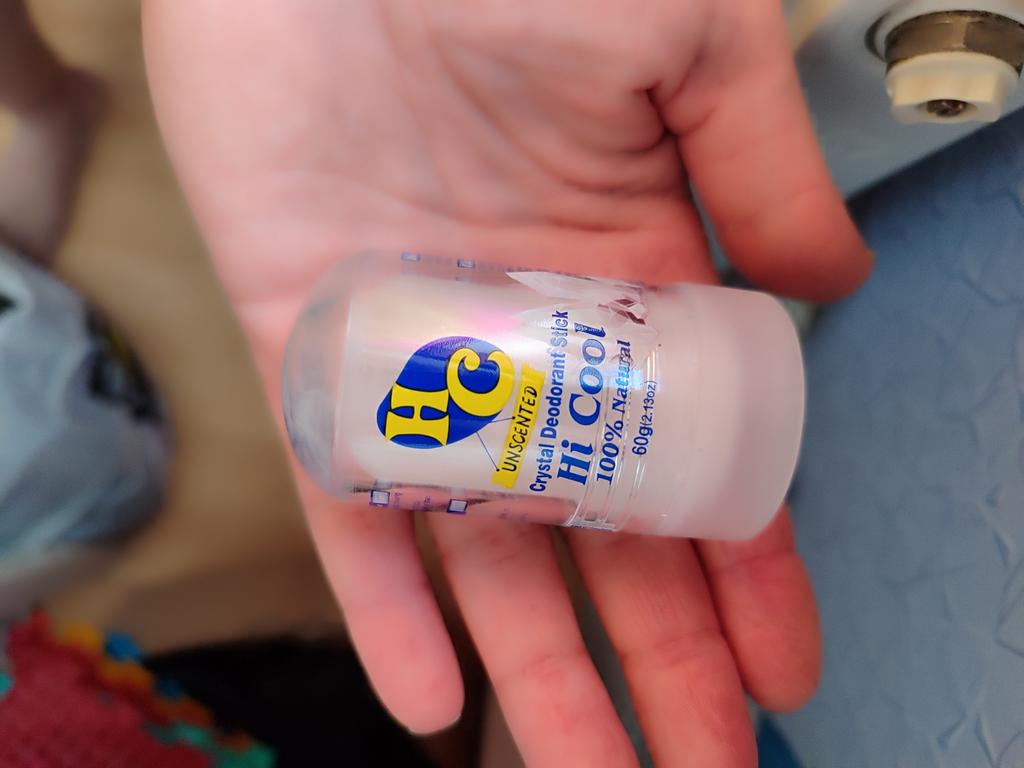 HC
UNSCENTED
Crystal Deodorant Stick
Hi Cool
100% Natural
60g(2.13oz)